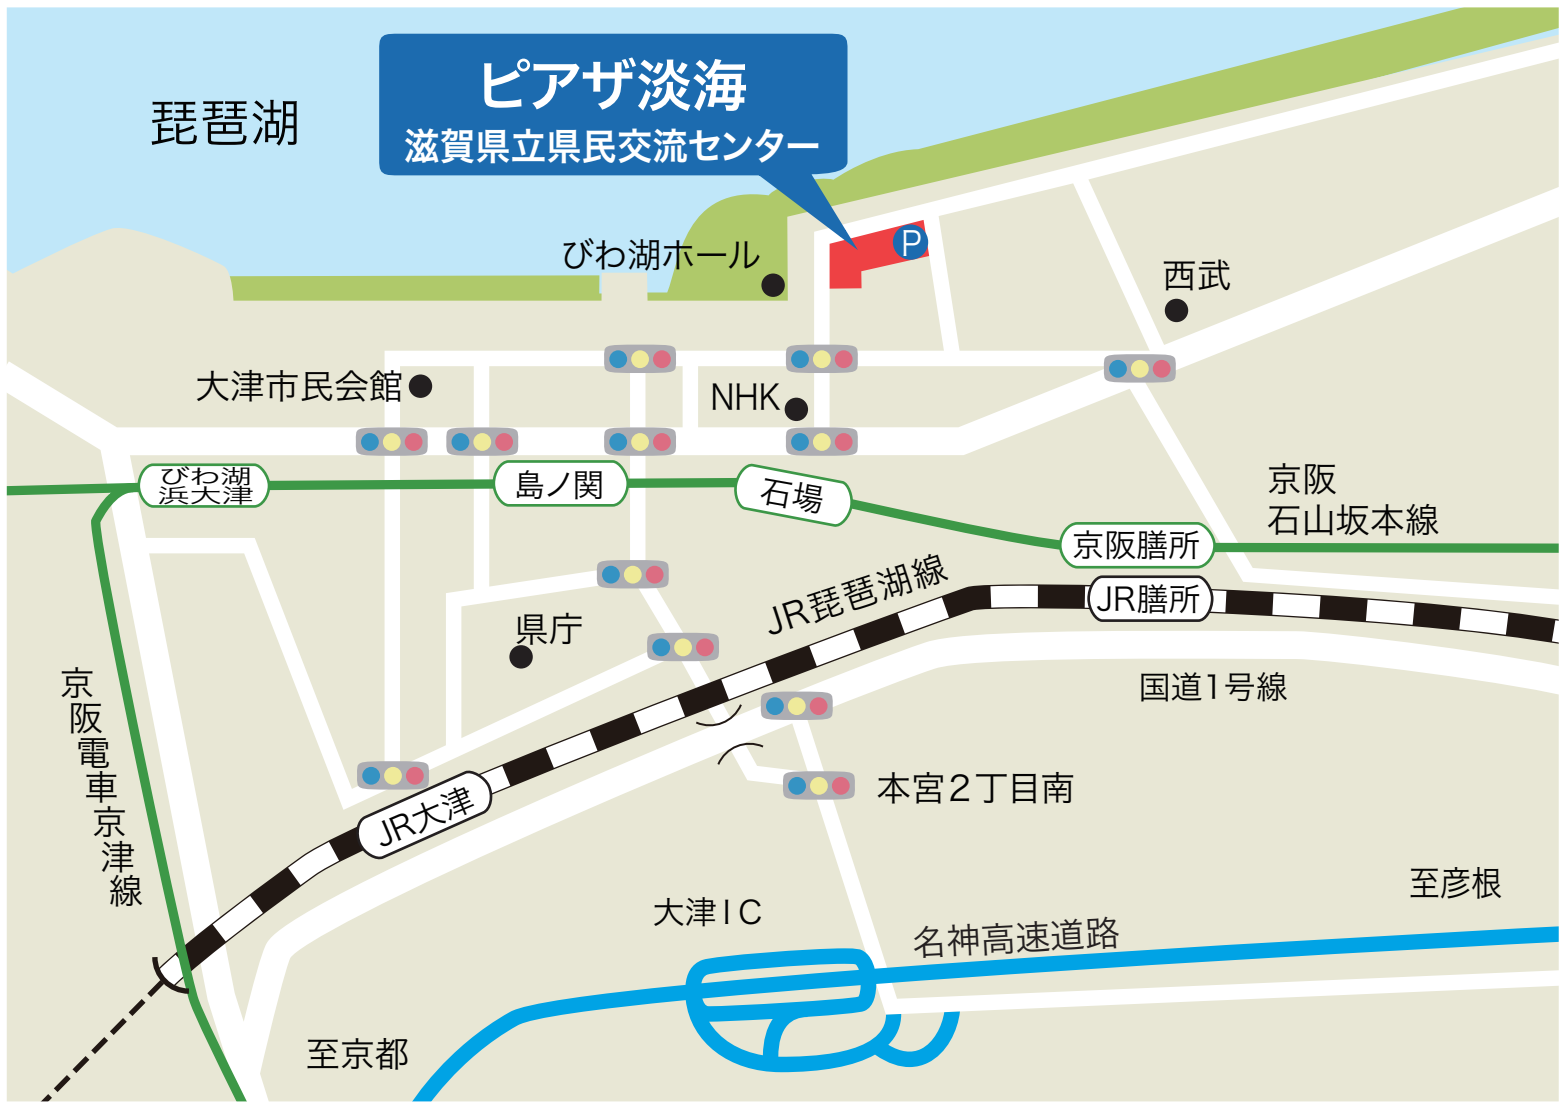 ピアザ淡海
滋賀県立県民交流センター
琵琶湖
びわ湖ホール
P
西武
大津市民会館
NHK
びわ湖
浜大津
島ノ関
石場
京阪膳所
京阪
石山坂本線
JR琵琶湖線
JR膳所
県庁
国道1号線
京阪電車京津線
JR大津
本宮2丁目南
大津IC
名神高速道路
至彦根
至京都